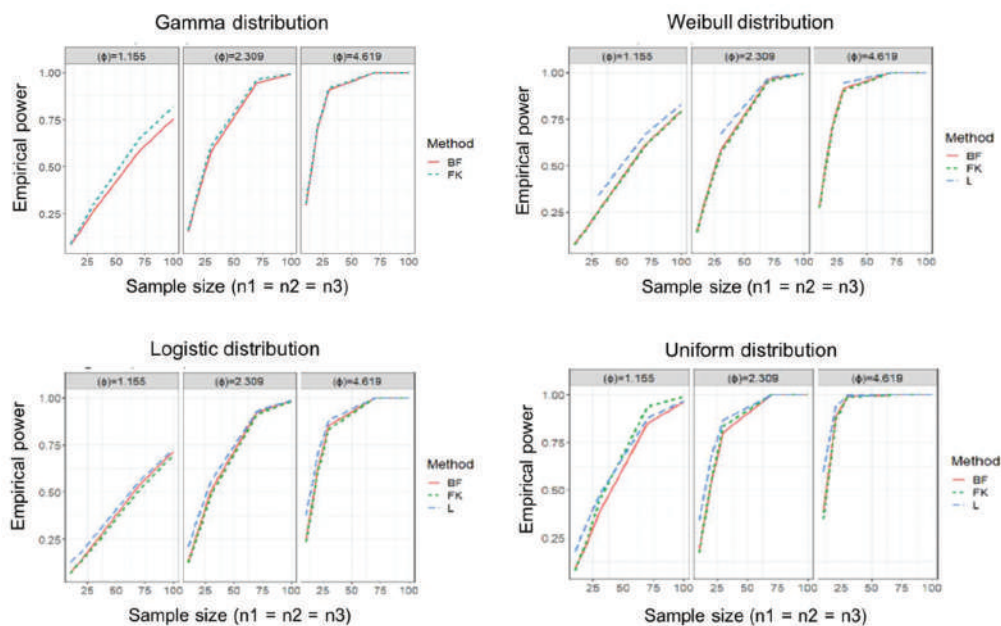 Gamma distribution
(ϕ)=1.155 (ϕ)=2.309 (ϕ)=4.619
Empirical power
1.00
0.75
0.50
0.25
25 50 75 100 25 50 75 100 25 50 75 100
Sample size (n1 = n2 = n3)
Method
BF
FK
Weibull distribution
(ϕ)=1.155 (ϕ)=2.309 (ϕ)=4.619
Empirical power
1.00
0.75
0.50
0.25
25 50 75 100 25 50 75 100 25 50 75 100
Sample size (n1 = n2 = n3)
Method
BF
FK
L
Logistic distribution
(ϕ)=1.155 (ϕ)=2.309 (ϕ)=4.619
Empirical power
1.00
0.75
0.50
0.25
25 50 75 100 25 50 75 100 25 50 75 100
Sample size (n1 = n2 = n3)
Method
BF
FK
L
Uniform distribution
(ϕ)=1.155 (ϕ)=2.309 (ϕ)=4.619
Empirical power
1.00
0.75
0.50
0.25
25 50 75 100 25 50 75 100 25 50 75 100
Sample size (n1 = n2 = n3)
Method
BF
FK
L